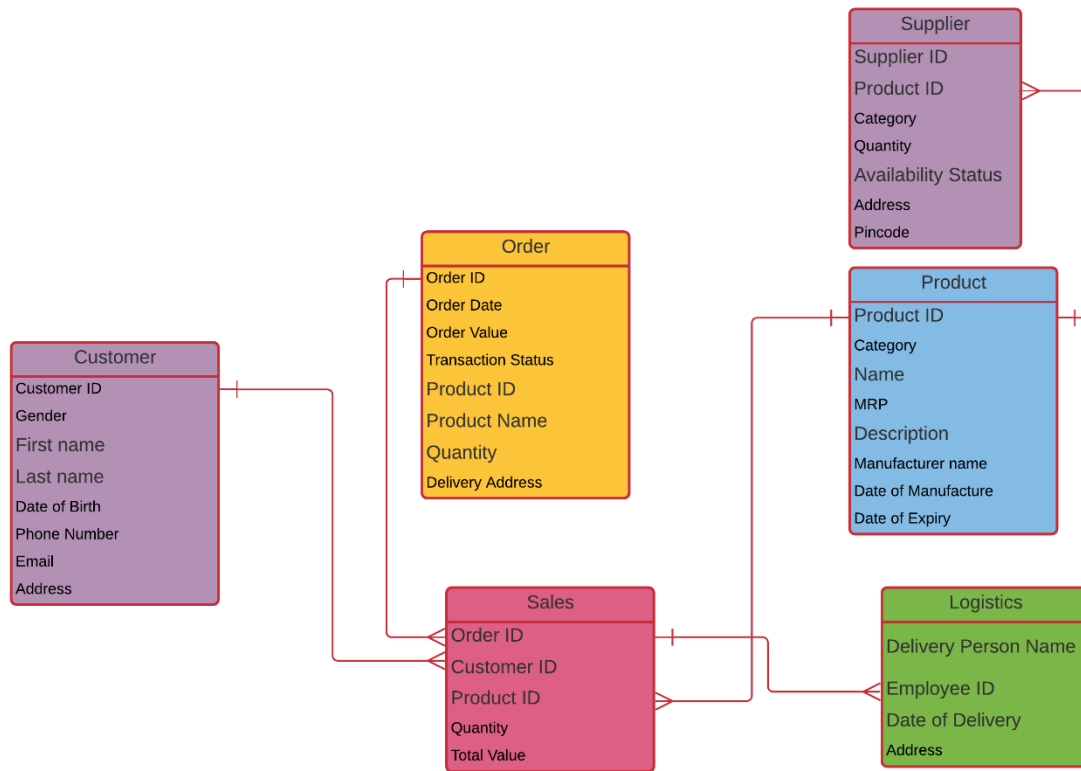 Supplier
Supplier ID
Product ID
Category
Quantity
Availability Status
Address
Pincode
Order
Order ID
Order Date
Order Value
Transaction Status
Product ID
Product Name
Quantity
Delivery Address
Product
Product ID
Category
Name
MRP
Description
Manufacturer name
Date of Manufacture
Date of Expiry
Customer
Customer ID
Gender
First name
Last name
Date of Birth
Phone Number
Email
Address
Sales
Order ID
Customer ID
Product ID
Quantity
Total Value
Logistics
Delivery Person Name
Employee ID
Date of Delivery
Address